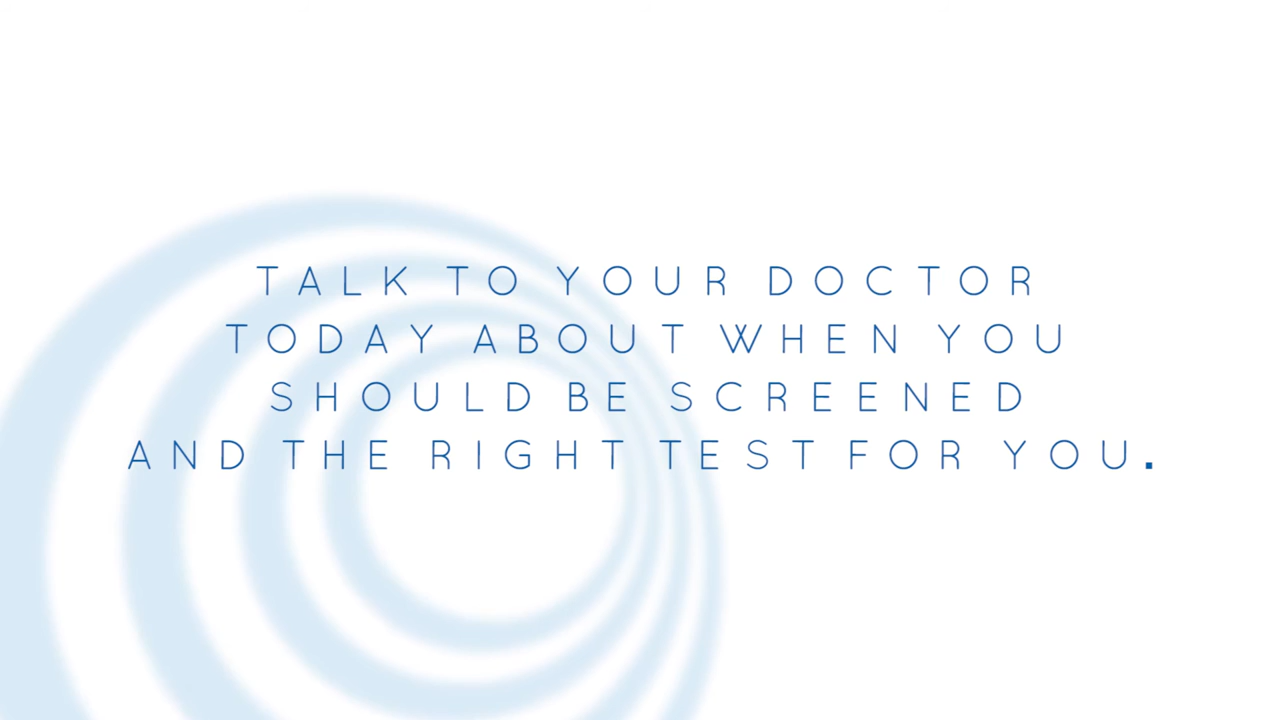 TALK TO YOUR DOCTOR
TODAY ABOUT WHEN YOU
SHOULD BE SCREENED
AND THE RIGHT TEST FOR YOU.